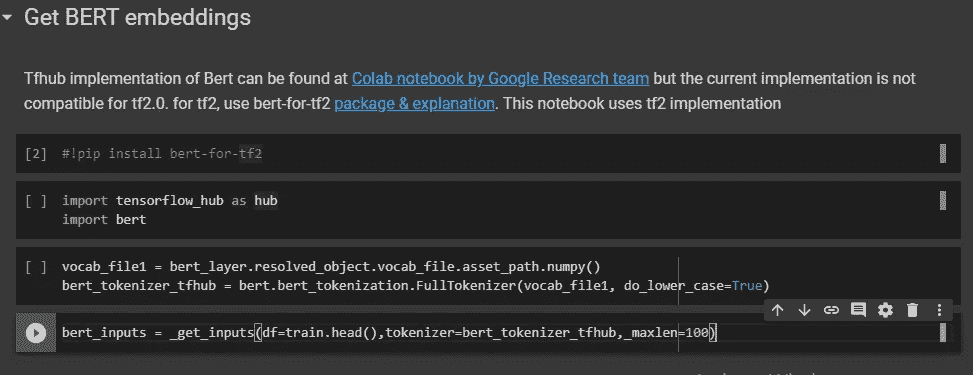 Get BERT embeddings
Tfhub implementation of Bert can be found at Colab notebook by Google Research team but the current implementation is not
compatible for tf2.0. for tf2, use bert-for-tf2 package & explanation. This notebook uses tf2 implementation
[2] #!pip install bert-for-tf2
[ ] import tensorflow_hub as hub
import bert
[ ] vocab_file1 = bert_layer.resolved_object.vocab_file.asset_path.numpy()
bert_tokenizer_tfhub = bert.bert_tokenization.FullTokenizer(vocab_file1, do_lower_case=True)
bert_inputs = _get_inputs(df=train.head(),tokenizer=bert_tokenizer_tfhub,_maxlen=100)